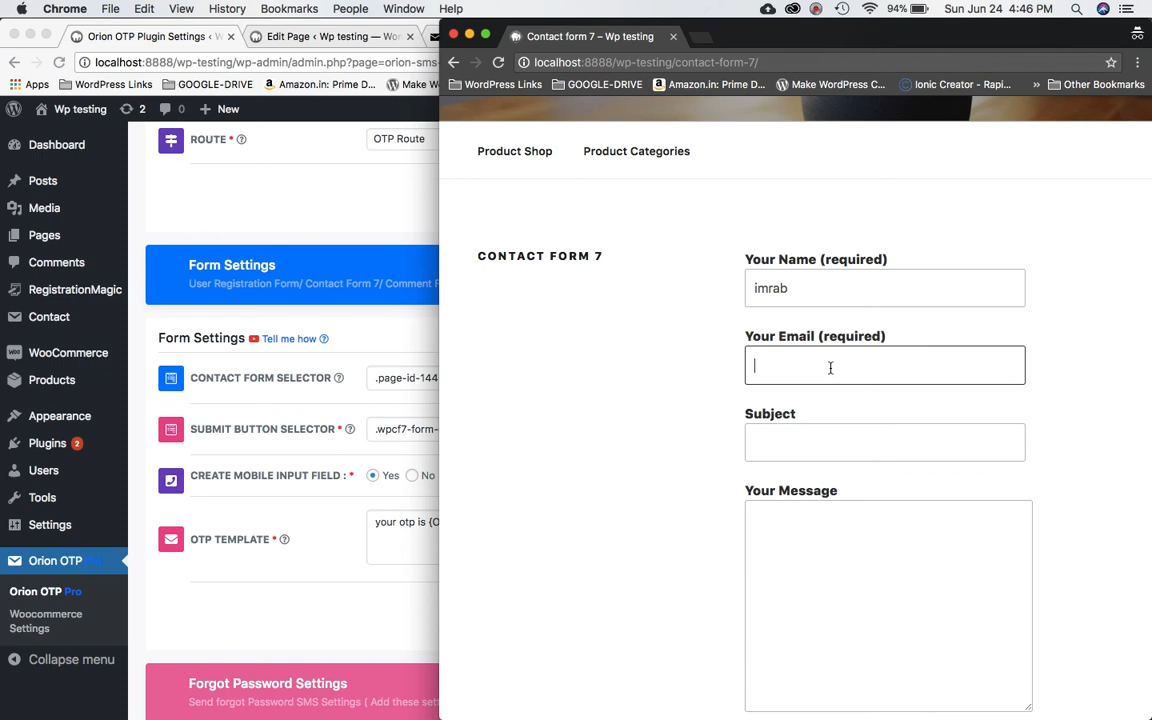 Chrome File Edit View History Bookmarks People Window Help 94% Sun Jun 24 4:46 PM
Orion OTP Plugin Settings ‹ W
Edit Page ‹ Wp testing — Wor
localhost:8888/wp-testing/wp-admin/admin.php?page=orion-sms-
Apps WordPress Links GOOGLE-DRIVE Amazon.in: Prime D... Make Wo
Wp testing 2 0 New
Dashboard
Posts
Media
Pages
Comments
RegistrationMagic
Contact
WooCommerce
Products
Appearance
Plugins 2
Users
Tools
Settings
Orion OTP Pro
Orion OTP Pro
Woocommerce
Settings
Collapse menu
ROUTE * OTP Route
Form Settings
User Registration Form/ Contact Form 7/ Comment F
Form Settings Tell me how
CONTACT FORM SELECTOR .page-id-144
SUBMIT BUTTON SELECTOR * .wpcf7-form-
CREATE MOBILE INPUT FIELD : * Yes No
OTP TEMPLATE * your otp is {O
Forgot Password Settings
Send forgot Password SMS Settings ( Add these sett
Contact form 7 – Wp testing
localhost:8888/wp-testing/contact-form-7/
WordPress Links GOOGLE-DRIVE Amazon.in: Prime D... Make WordPress C... Ionic Creator - Rapi... » Other Bookmarks
Product Shop Product Categories
CONTACT FORM 7
Your Name (required)
imrab
Your Email (required)
Subject
Your Message